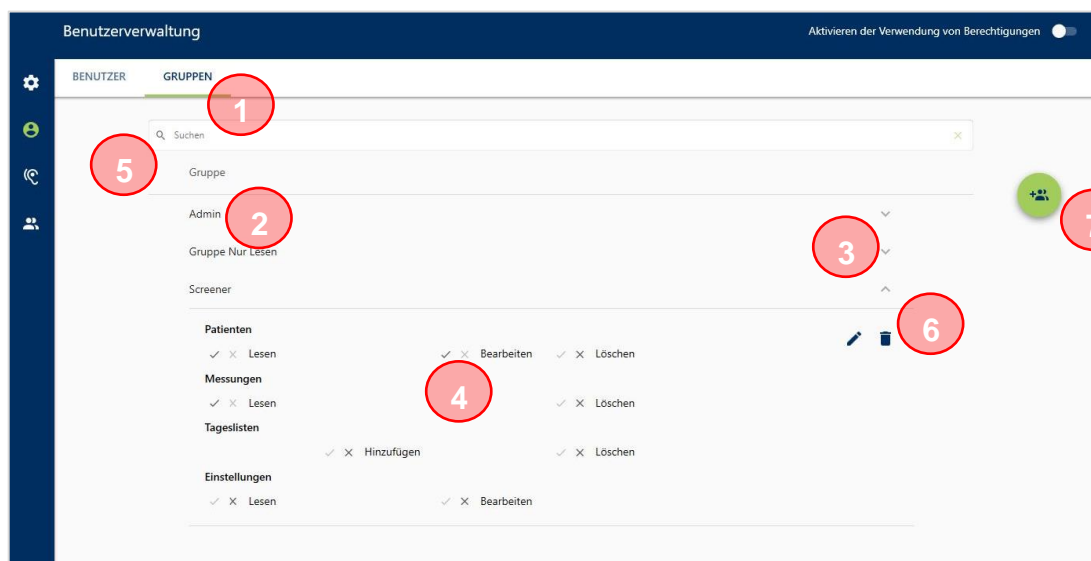 Benutzerverwaltung Aktivieren der Verwendung von Berechtigungen
BENUTZER GRUPPEN
1
Suchen
5
Gruppe
7
Admin 2
Gruppe Nur Lesen 3
Screener
6
Patienten
Lesen Bearbeiten Löschen
Messungen
4
Lesen Löschen
Tageslisten
Hinzufügen Löschen
Einstellungen
Lesen Bearbeiten